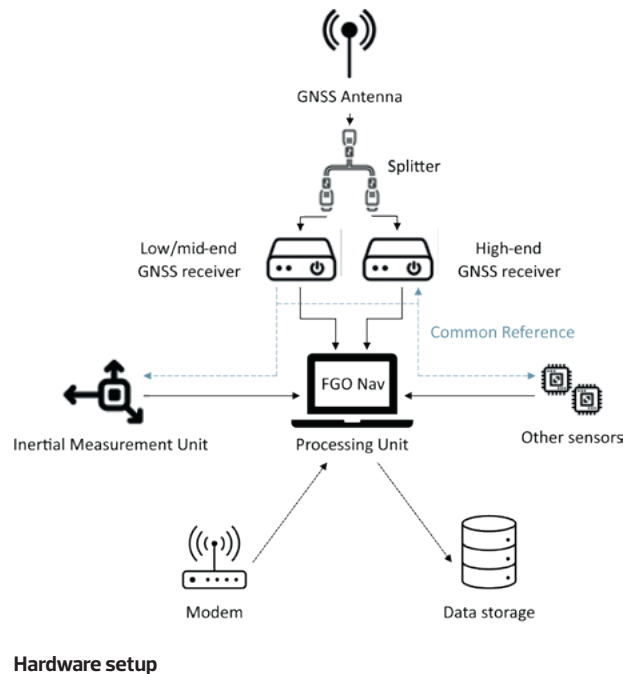 GNSS Antenna
Splitter
Low/mid-end
GNSS receiver
High-end
GNSS receiver
Common Reference
FGO Nav
Inertial Measurement Unit
Processing Unit
Other sensors
Modem
Data storage
Hardware setup